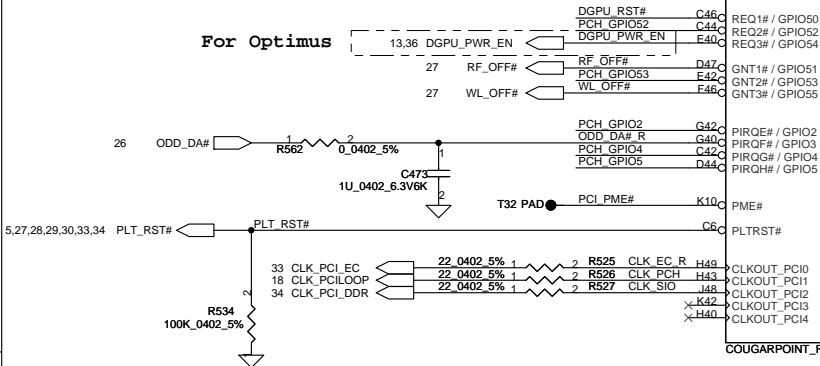 DGPU_RST# C46 REQ1# / GPIO50
PCH_GPIO52 C44 REQ2# / GPIO52
For Optimus 13,36 DGPU_PWR_EN DGPU_PWR_EN E40 REQ3# / GPIO54
27 RF_OFF# RF_OFF# D47 GNT1# / GPIO51
PCH_GPIO53 E42 GNT2# / GPIO53
27 WL_OFF# WL_OFF# F46 GNT3# / GPIO55
PCH_GPIO2 G42 PIRQE# / GPIO2
26 ODD_DA# 1 2 ODD_DA#_R G40 PIRQF# / GPIO3
R562 0_0402_5% PCH_GPIO4 C42 PIRQG# / GPIO4
PCH_GPIO5 D44 PIRQH# / GPIO5
1
C473
1U_0402_6.3V6K
2
T32 PAD PCI_PME# K10 PME#
5,27,28,29,30,33,34 PLT_RST# PLT_RST# C6 PLTRST#
33 CLK_PCI_EC 22_0402_5% 1 2 R525 CLK_EC_R H49 CLKOUT_PCI0
18 CLK_PCILOOP 22_0402_5% 1 2 R526 CLK_PCH H43 CLKOUT_PCI1
34 CLK_PCI_DDR 22_0402_5% 1 2 R527 CLK_SIO J48 CLKOUT_PCI2
K42 CLKOUT_PCI3
H40 CLKOUT_PCI4
2
R534
100K_0402_5%
1